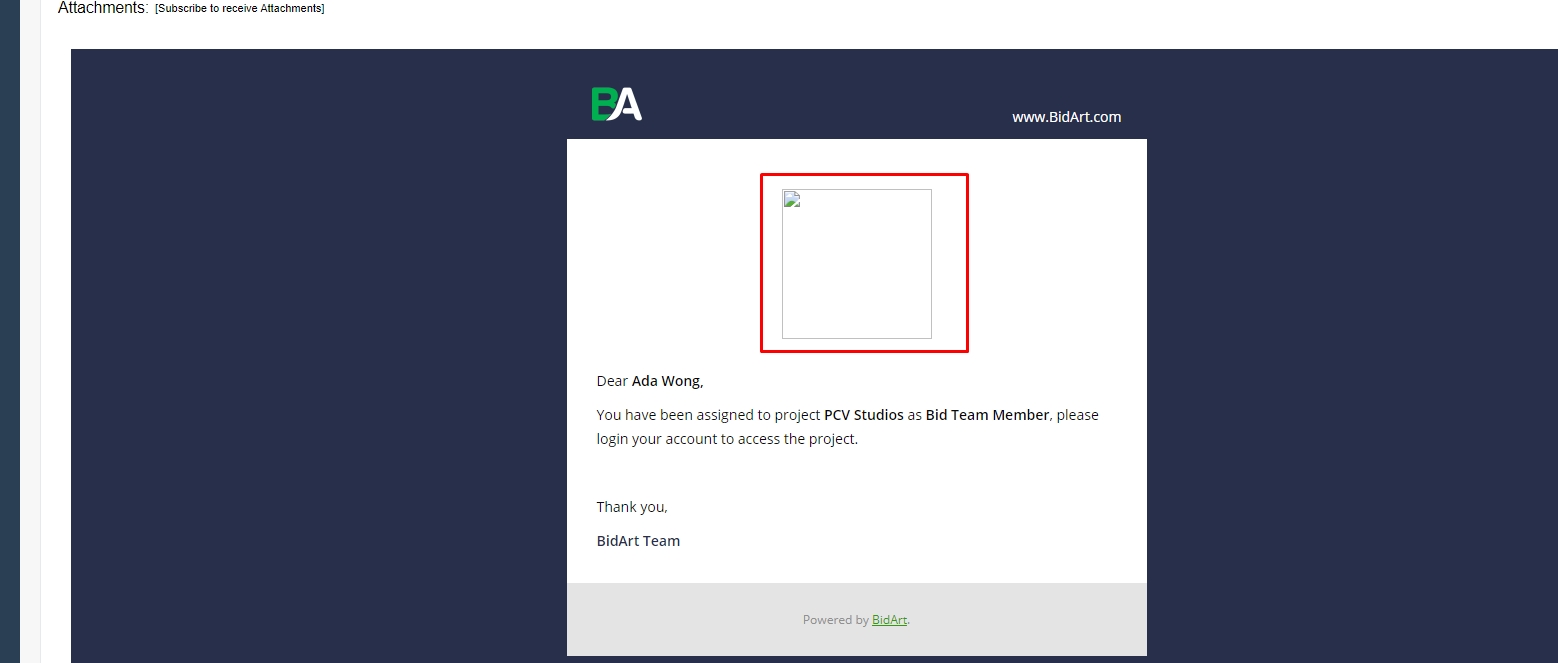 Attachments: [Subscribe to receive Attachments]
BA
www.BidArt.com
Dear Ada Wong,
You have been assigned to project PCV Studios as Bid Team Member, please
login your account to access the project.
Thank you,
BidArt Team
Powered by BidArt.